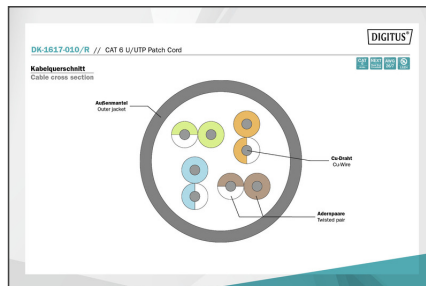 DIGITUS®
DK-1617-010/R // CAT 6 U/UTP Patch Cord
Kabelquerschnitt
Cable cross section
Außenmantel
Outer jacket
Cu-Draht
Cu-Wire
Aderpaare
Twisted pair